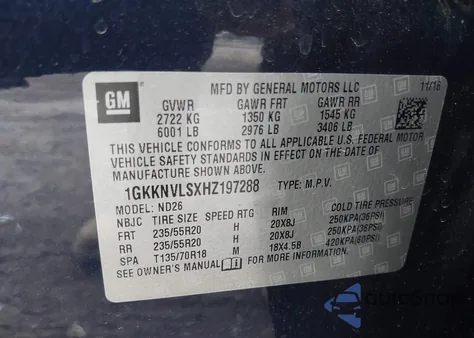 GM
MFD BY GENERAL MOTORS LLC
11/16
GVWR GAWR FRT GAWR RR
2722 KG 1350 KG 1545 KG
6001 LB 2976 LB 3406 LB
THIS VEHICLE CONFORMS TO ALL APPLICABLE U.S. FEDERAL MOTOR
VEHICLE SAFETY AND THEFT PREVENTION
STANDARDS IN EFFECT ON THE DATE OF
MANUFACTURE SHOWN ABOVE.
1GKKNVLSXHZ197288 TYPE: M.P.V.
MODEL: ND26
NBJC TIRE SIZE SPEED RTG RIM COLD TIRE PRESSURE
FRT 235/55R20 H 20X8J 250KPA(36PSI)
RR 235/55R20 H 20X8J 250KPA(36PSI)
SPA T135/70R18 M 18X4.5B 420KPA(60PSI)
SEE OWNER'S MANUAL FOR ADDITIONAL INFORMATION